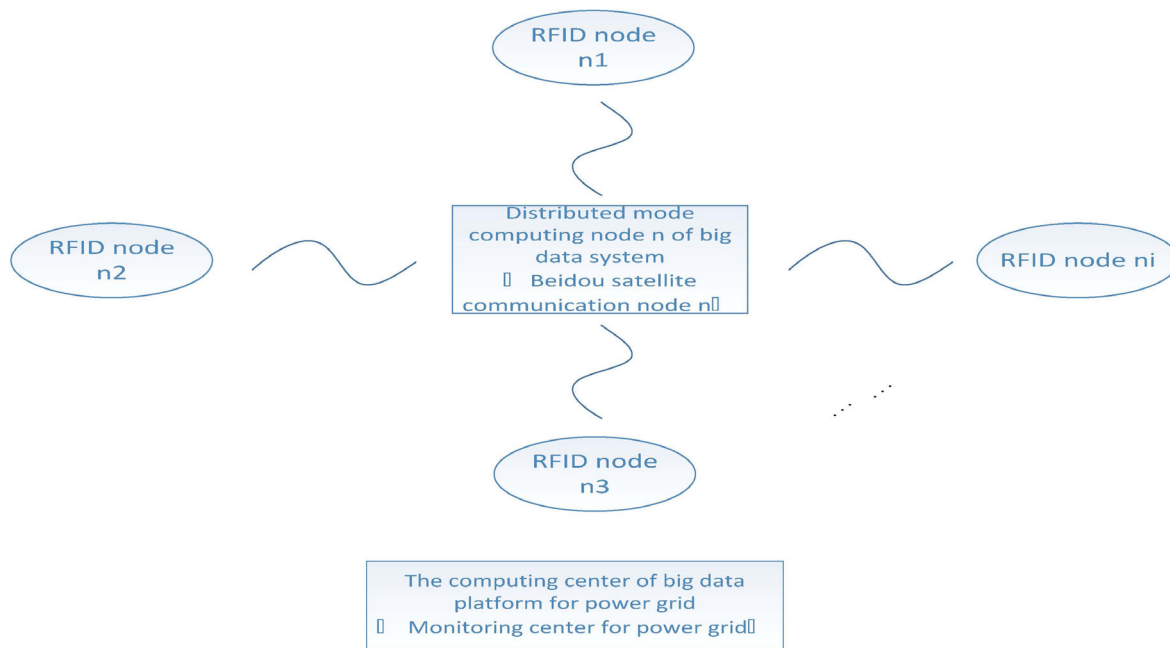 RFID node
n1
Distributed mode
computing node n of big
data system
▯ Beidou satellite
communication node n▯
RFID node
n2
RFID node ni
... ...
RFID node
n3
The computing center of big data
platform for power grid
▯ Monitoring center for power grid▯